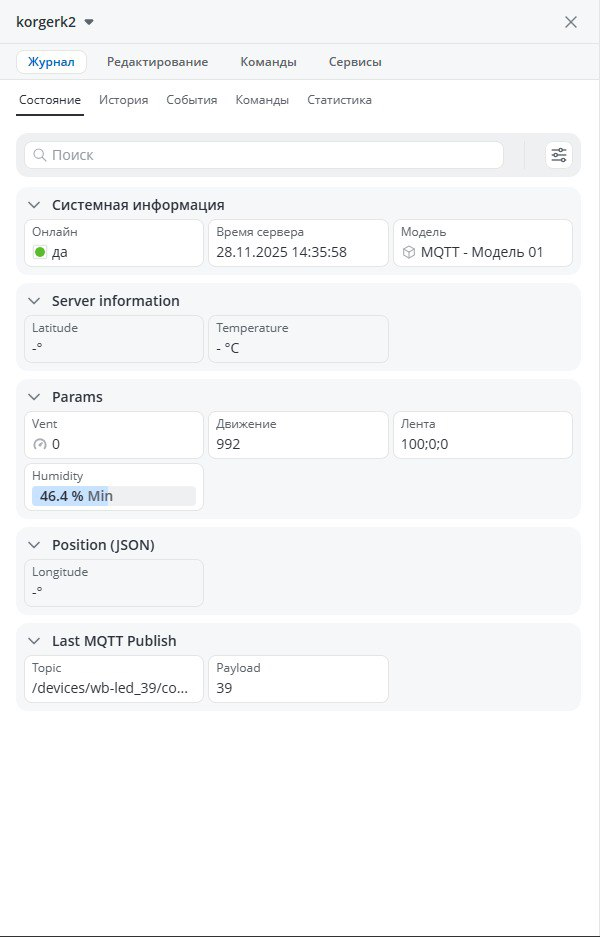 korgerk2
Журнал Редактирование Команды Сервисы
Состояние История События Команды Статистика
Поиск
Системная информация
Онлайн Время сервера Модель
да 28.11.2025 14:35:58 MQTT - Модель 01
Server information
Latitude Temperature
-° - °C
Params
Vent Движение Лента
0 992 100;0;0
Humidity
46.4 % Min
Position (JSON)
Longitude
-°
Last MQTT Publish
Topic Payload
/devices/wb-led_39/co... 39